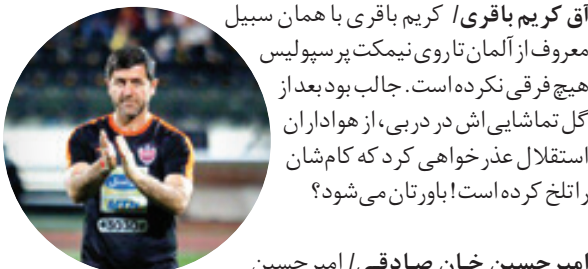 آق کریم باقری/ کریم باقری با همان سبیل
معروف از آلمان تا روی نیمکت پرسپولیس
هیچ فرقی نکرده است. جالب بود بعد از
گل تماشایی‌اش در دربی، از هواداران
استقلال عذرخواهی کرد که کام‌شان
را تلخ کرده است! باورتان می‌شود؟
امیرحسین خان صادقی/ امیرحسین